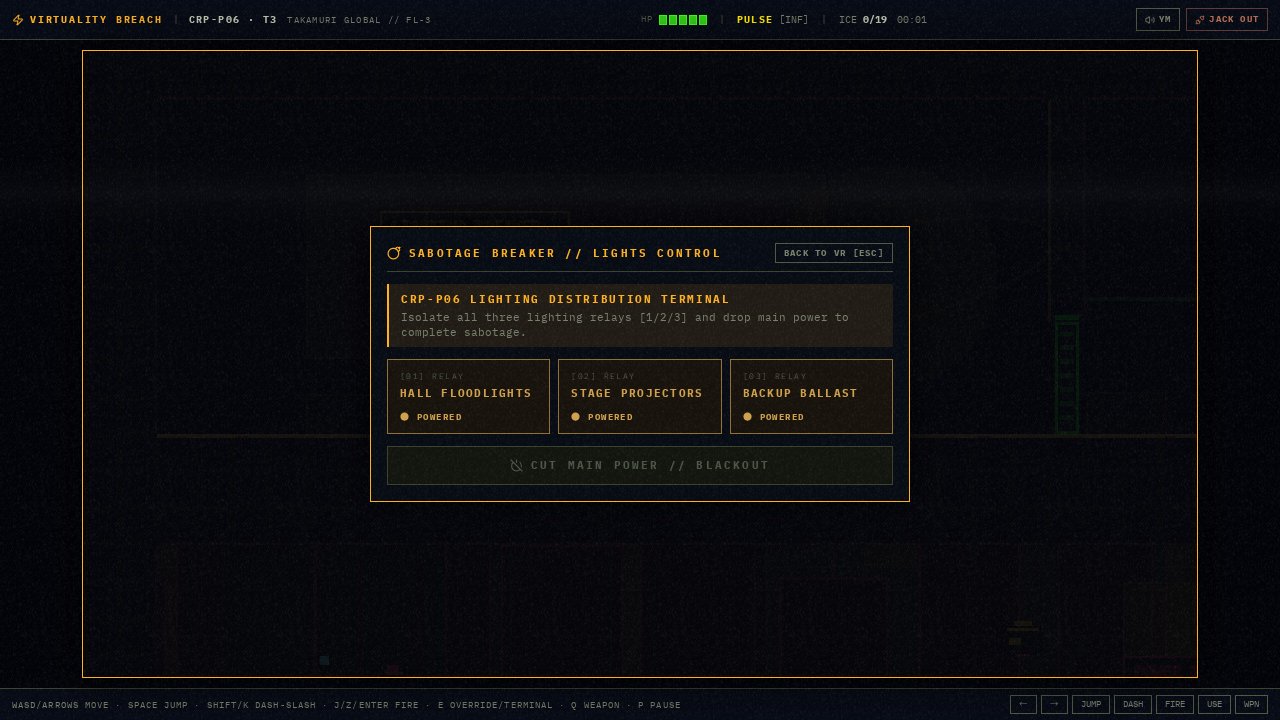 VIRTUALITY BREACH | CRP-P06 · T3 TAKAMURI GLOBAL // FL-3 HP | PULSE [INF] | ICE 0/19 00:01 YM JACK OUT
SABOTAGE BREAKER // LIGHTS CONTROL BACK TO VR [ESC]
CRP-P06 LIGHTING DISTRIBUTION TERMINAL
Isolate all three lighting relays [1/2/3] and drop main power to
complete sabotage.
[01] RELAY [02] RELAY [03] RELAY
HALL FLOODLIGHTS STAGE PROJECTORS BACKUP BALLAST
POWERED POWERED POWERED
CUT MAIN POWER // BLACKOUT
WASD/ARROWS MOVE · SPACE JUMP · SHIFT/K DASH-SLASH · J/Z/ENTER FIRE · E OVERRIDE/TERMINAL · Q WEAPON · P PAUSE ← → JUMP DASH FIRE USE WPN